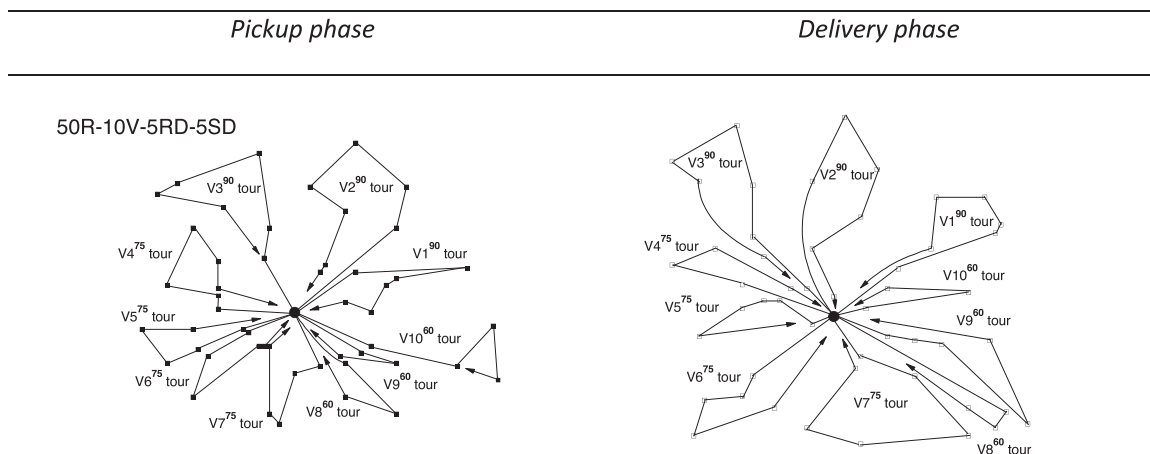 Pickup phase
Delivery phase
50R-10V-5RD-5SD
V3⁹⁰ tour
V2⁹⁰ tour
V4⁷⁵ tour
V1⁹⁰ tour
V5⁷⁵ tour
V10⁶⁰ tour
V6⁷⁵ tour
V9⁶⁰ tour
V7⁷⁵ tour
V8⁶⁰ tour
V3⁹⁰ tour
V2⁹⁰ tour
V1⁹⁰ tour
V4⁷⁵ tour
V10⁶⁰ tour
V5⁷⁵ tour
V9⁶⁰ tour
V6⁷⁵ tour
V7⁷⁵ tour
V8⁶⁰ tour